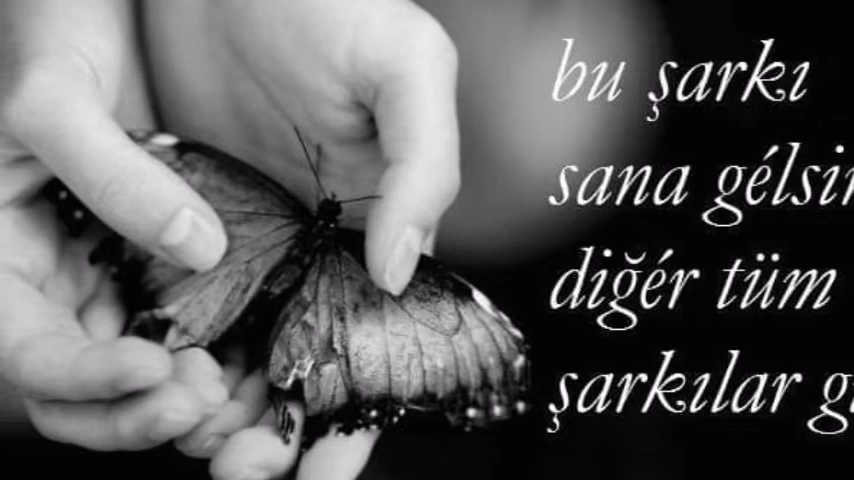 bu şarkı
sana gélsin
diğér tüm
şarkılar